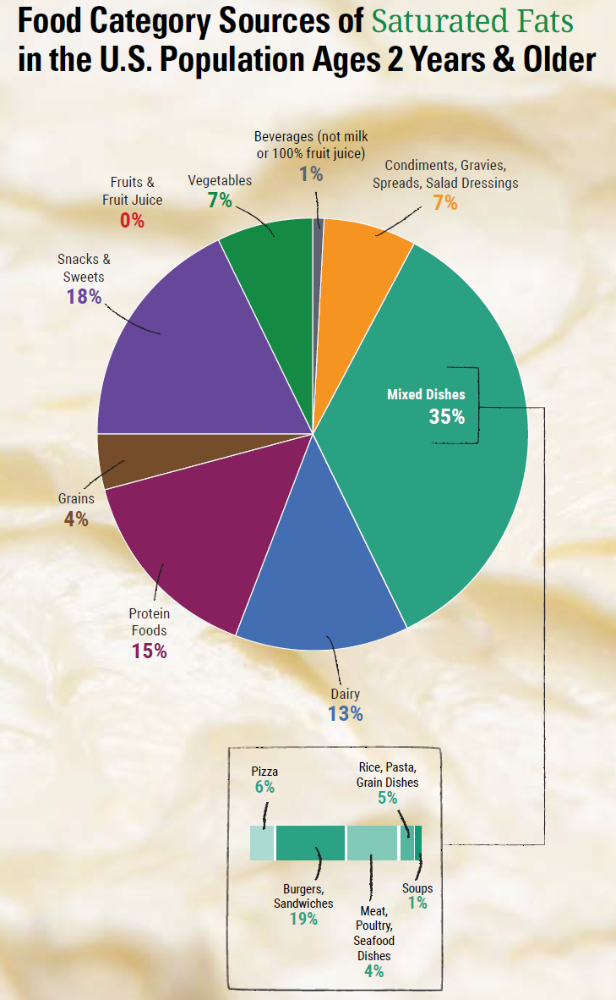 Food Category Sources of Saturated Fats
in the U.S. Population Ages 2 Years & Older
Beverages (not milk
or 100% fruit juice)
1%
Condiments, Gravies,
Spreads, Salad Dressings
7%
Fruits &
Fruit Juice
0%
Vegetables
7%
Snacks &
Sweets
18%
Mixed Dishes
35%
Grains
4%
Protein
Foods
15%
Dairy
13%
Pizza
6%
Rice, Pasta,
Grain Dishes
5%
Burgers,
Sandwiches
19%
Meat,
Poultry,
Seafood
Dishes
4%
Soups
1%